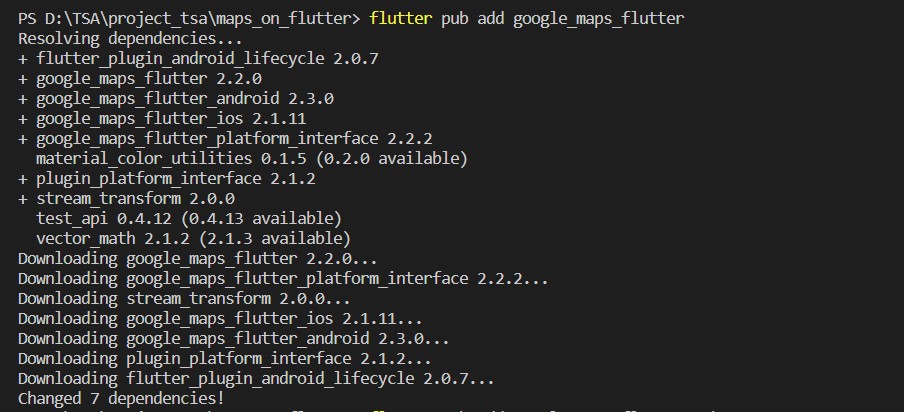 PS D:\TSA\project_tsa\maps_on_flutter> flutter pub add google_maps_flutter
Resolving dependencies...
+ flutter_plugin_android_lifecycle 2.0.7
+ google_maps_flutter 2.2.0
+ google_maps_flutter_android 2.3.0
+ google_maps_flutter_ios 2.1.11
+ google_maps_flutter_platform_interface 2.2.2
  material_color_utilities 0.1.5 (0.2.0 available)
+ plugin_platform_interface 2.1.2
+ stream_transform 2.0.0
  test_api 0.4.12 (0.4.13 available)
  vector_math 2.1.2 (2.1.3 available)
Downloading google_maps_flutter 2.2.0...
Downloading google_maps_flutter_platform_interface 2.2.2...
Downloading stream_transform 2.0.0...
Downloading google_maps_flutter_ios 2.1.11...
Downloading google_maps_flutter_android 2.3.0...
Downloading plugin_platform_interface 2.1.2...
Downloading flutter_plugin_android_lifecycle 2.0.7...
Changed 7 dependencies!